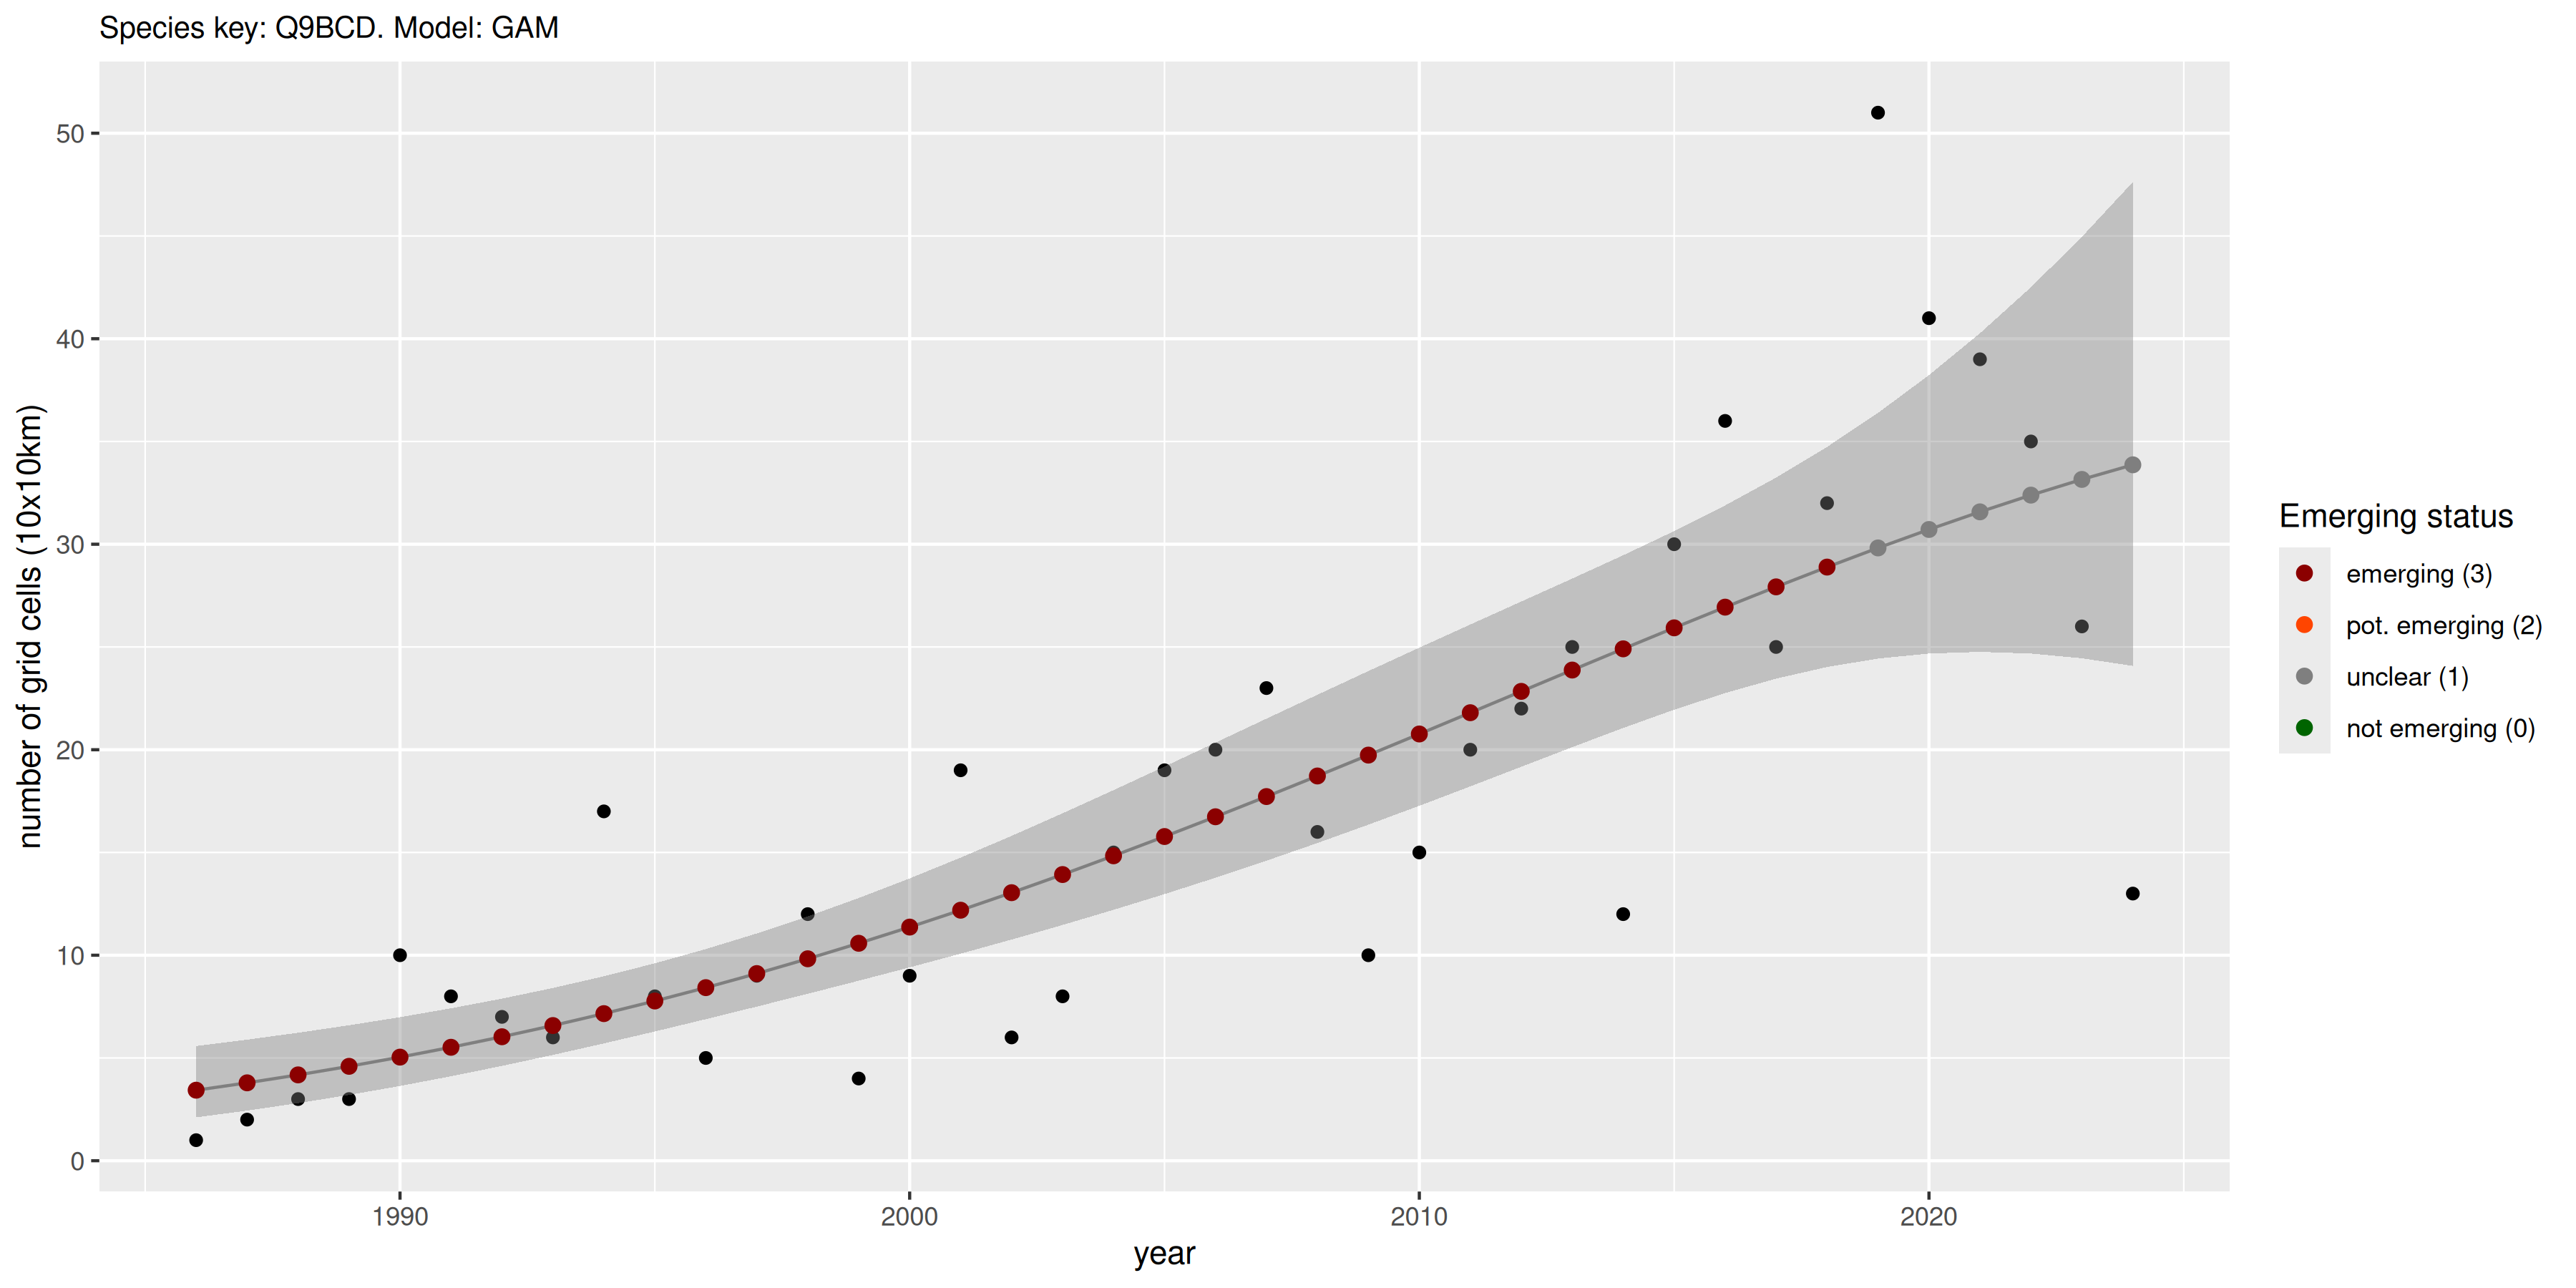 Species key: Q9BCD. Model: GAM
50
40
30
20
10
0
number of grid cells (10x10km)
1990
2000
2010
2020
year
Emerging status
emerging (3)
pot. emerging (2)
unclear (1)
not emerging (0)